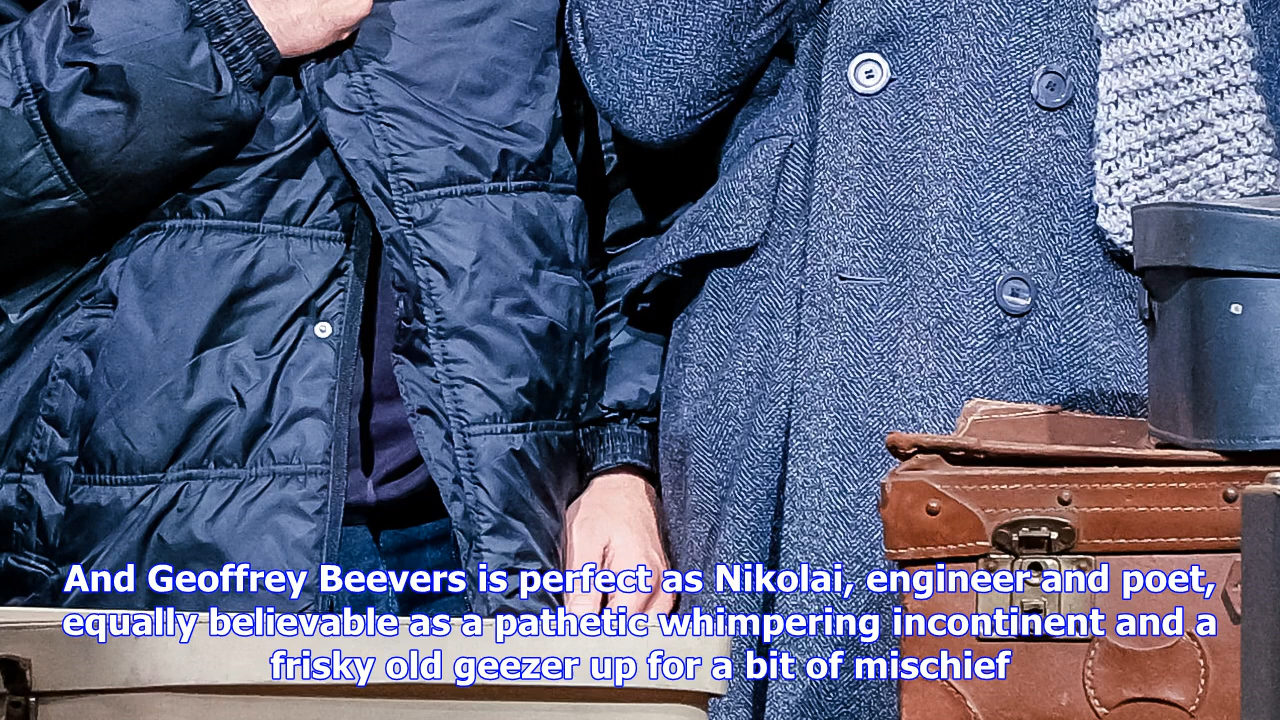 And Geoffrey Beevers is perfect as Nikolai, engineer and poet,
equally believable as a pathetic whimpering incontinent and a
frisky old geezer up for a bit of mischief